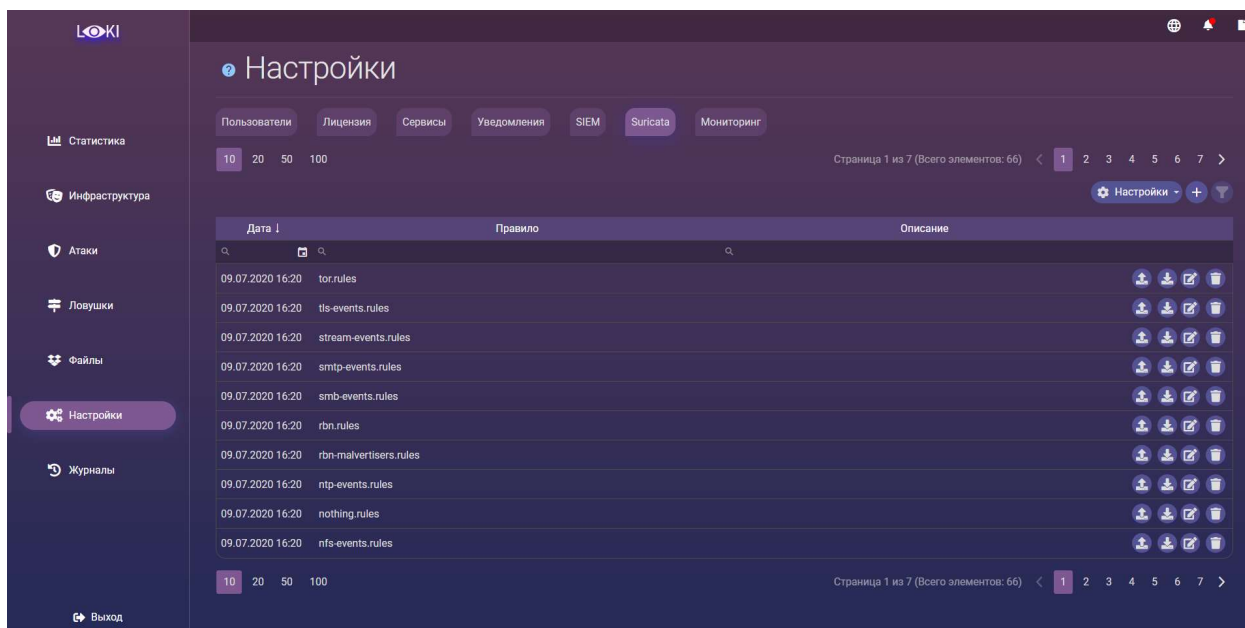 LOKI
Настройки
Пользователи Лицензия Сервисы Уведомления SIEM Suricata Мониторинг
Статистика
10 20 50 100 Страница 1 из 7 (Всего элементов: 66) 1 2 3 4 5 6 7
Инфраструктура
Настройки
Дата Правило Описание
Атаки
09.07.2020 16:20 tor.rules
Ловушки
09.07.2020 16:20 tls-events.rules
09.07.2020 16:20 stream-events.rules
Файлы
09.07.2020 16:20 smtp-events.rules
09.07.2020 16:20 smb-events.rules
Настройки
09.07.2020 16:20 rbn.rules
09.07.2020 16:20 rbn-malvertisers.rules
Журналы
09.07.2020 16:20 ntp-events.rules
09.07.2020 16:20 nothing.rules
09.07.2020 16:20 nfs-events.rules
10 20 50 100 Страница 1 из 7 (Всего элементов: 66) 1 2 3 4 5 6 7
Выход